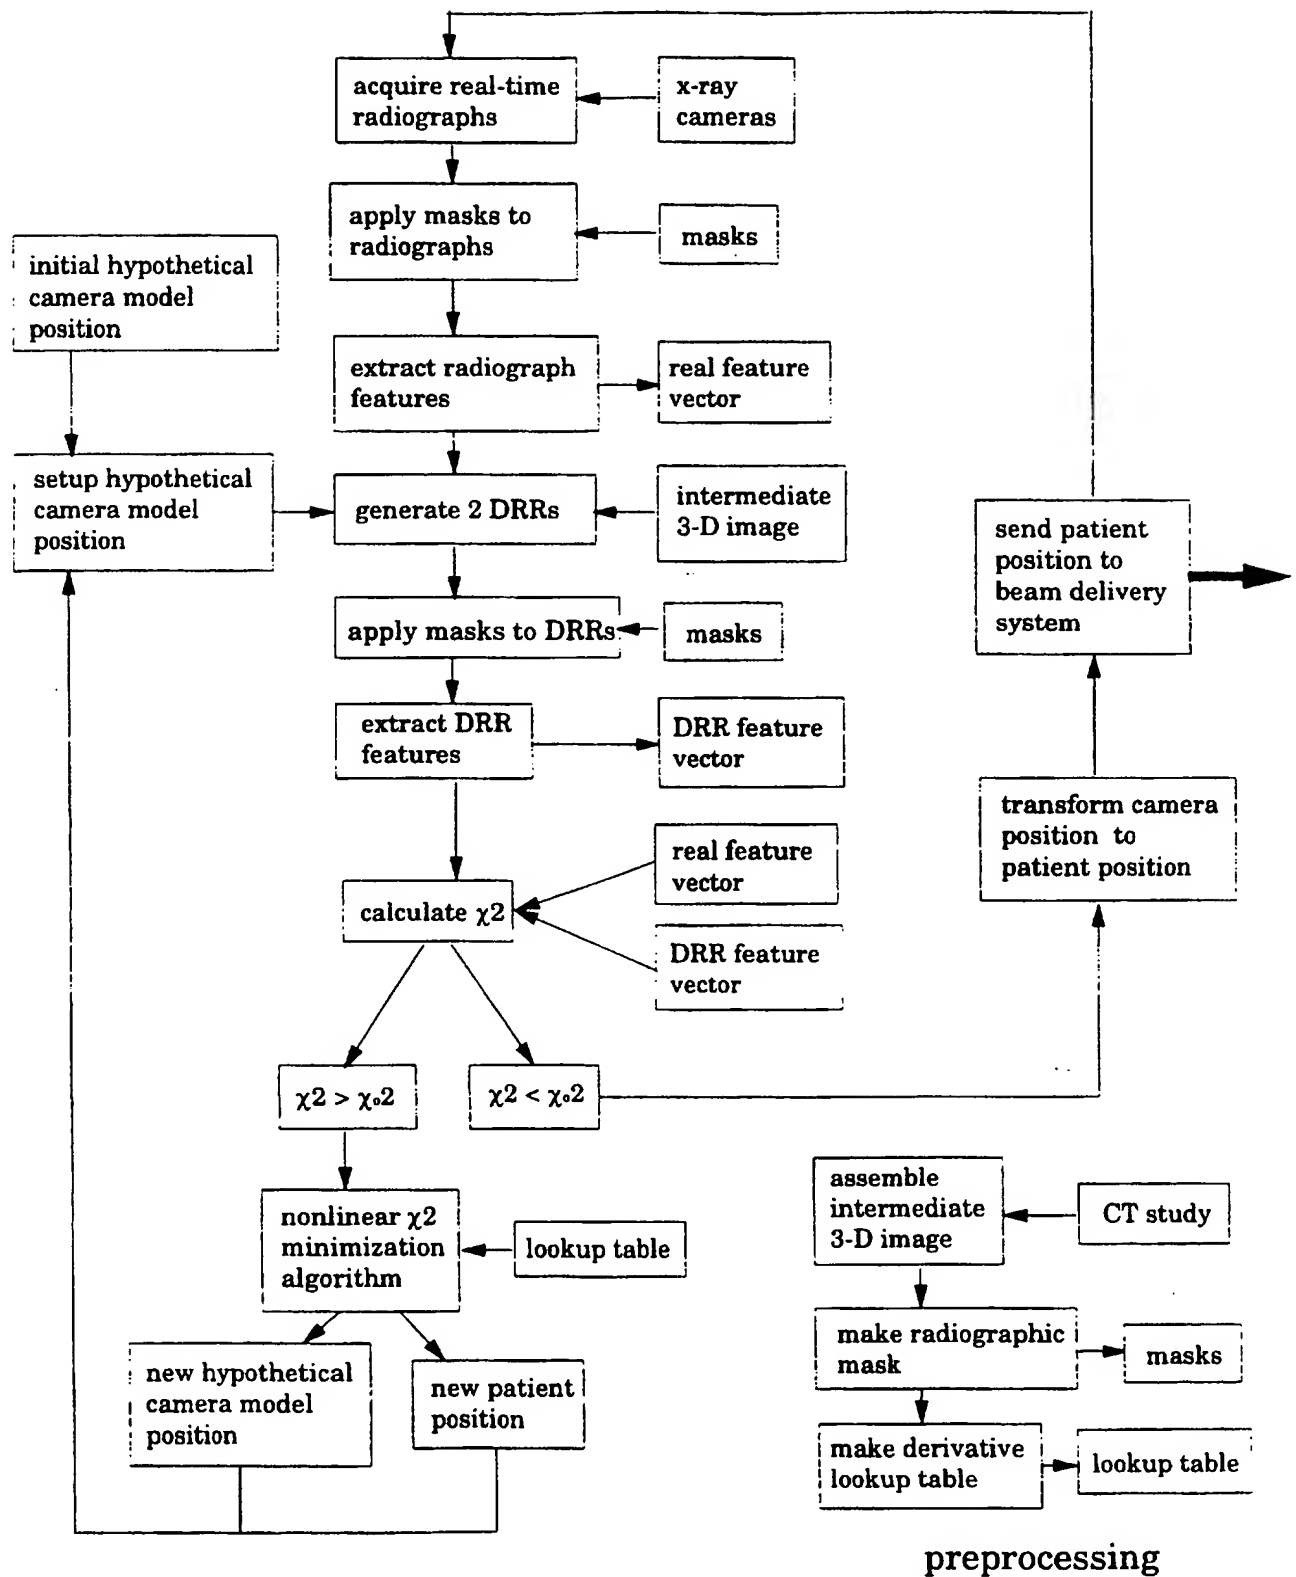 acquire real-time
radiographs
x-ray
cameras
apply masks to
radiographs
masks
initial hypothetical
camera model
position
extract radiograph
features
real feature
vector
setup hypothetical
camera model
position
generate 2 DRRs
intermediate
3-D image
send patient
position to
beam delivery
system
apply masks to DRRs
masks
extract DRR
features
DRR feature
vector
transform camera
position to
patient position
real feature
vector
calculate χ2
DRR feature
vector
χ2 > χ₀2
χ2 < χ₀2
nonlinear χ2
minimization
algorithm
lookup table
new hypothetical
camera model
position
new patient
position
assemble
intermediate
3-D image
CT study
make radiographic
mask
masks
make derivative
lookup table
lookup table
preprocessing